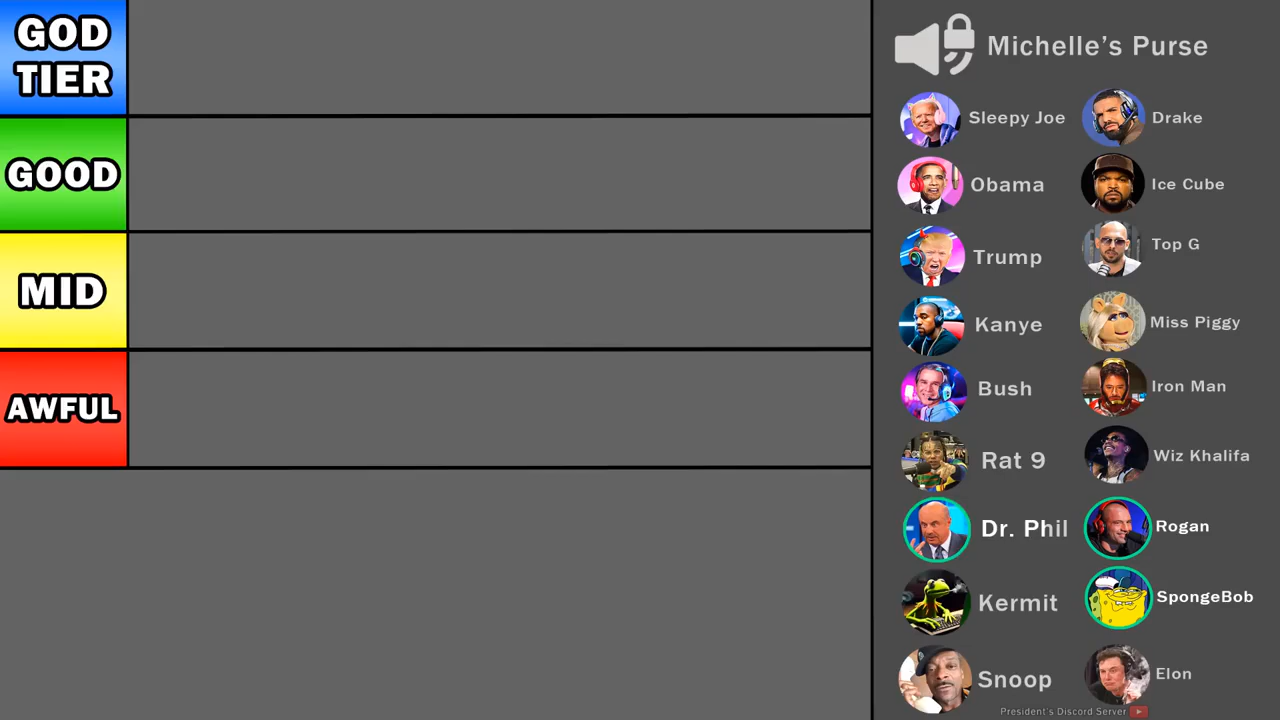 GOD
TIER
GOOD
MID
AWFUL
Michelle's Purse
Sleepy Joe
Drake
Obama
Ice Cube
Trump
Top G
Kanye
Miss Piggy
Bush
Iron Man
Rat 9
Wiz Khalifa
Dr. Phil
Rogan
Kermit
SpongeBob
Snoop
Elon
President's Discord Server